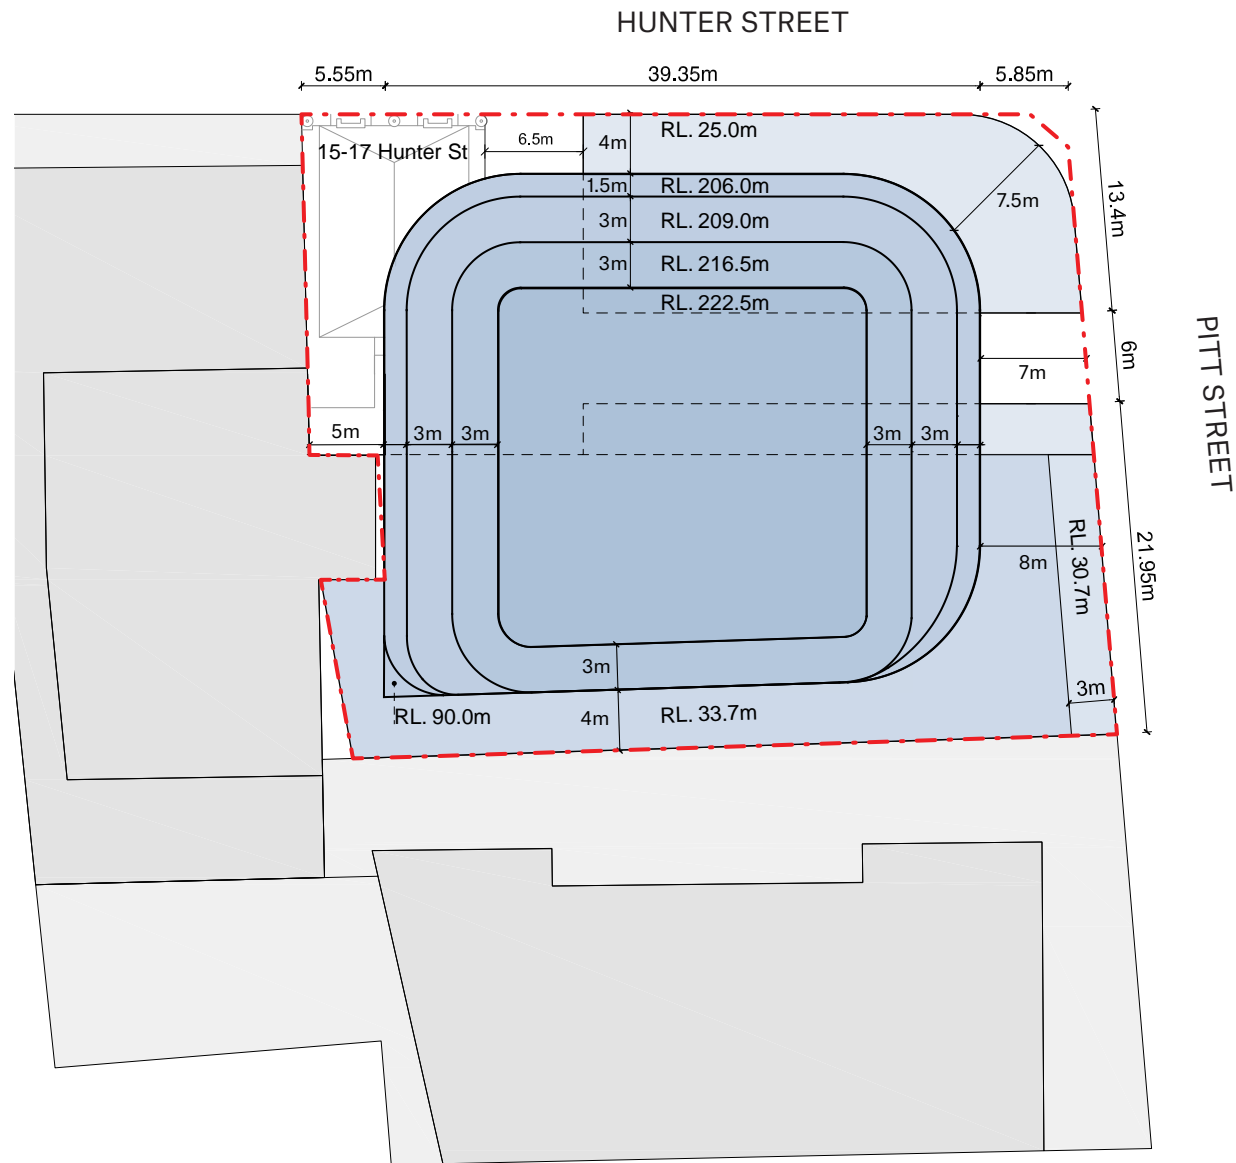 HUNTER STREET
5.55m
39.35m
5.85m
15-17 Hunter St
6.5m
4m
RL. 25.0m
1.5m
RL. 206.0m
7.5m
13.4m
3m
RL. 209.0m
3m
RL. 216.5m
RL. 222.5m
PITT STREET
6m
7m
5m
3m
3m
3m
3m
8m
RL. 30.7m
21.95m
3m
3m
RL. 90.0m
4m
RL. 33.7m